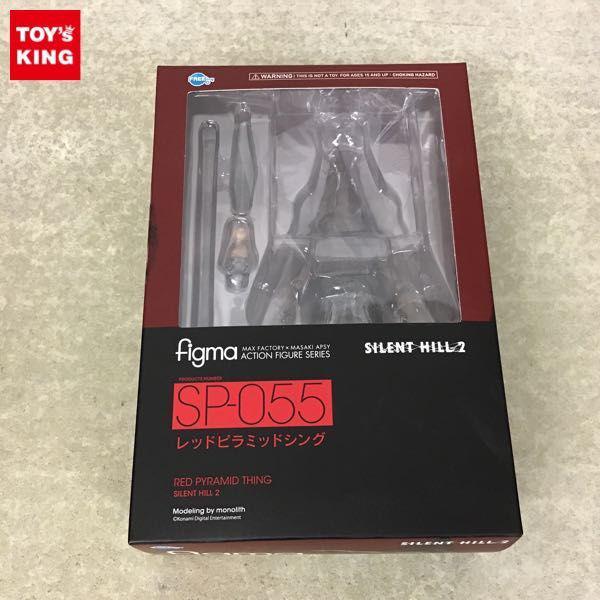 TOY'S
KING
FREEing
⚠WARNING: THIS IS NOT A TOY. FOR AGES 15 AND UP : CHOKING HAZARD
figma MAX FACTORY × MASAKI APSY
ACTION FIGURE SERIES
SILENT HILL 2
PRODUCTS NUMBER
SP-055
レッドピラミッドシング
RED PYRAMID THING
SILENT HILL 2
Modeling by monolith
©Konami Digital Entertainment
SILENT HILL 2